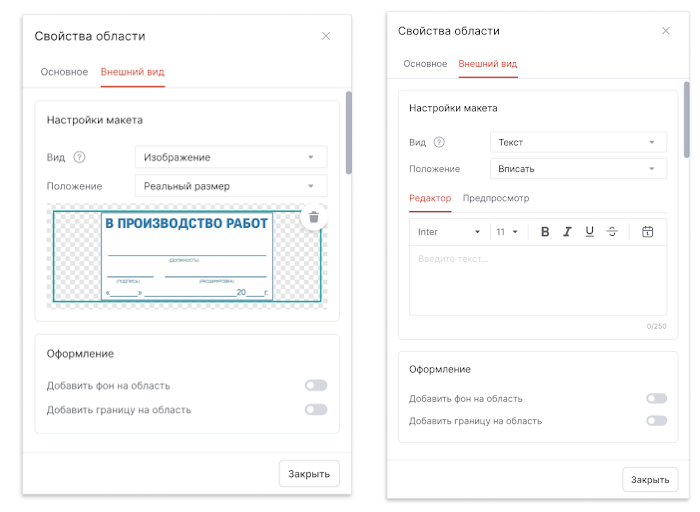 Свойства области
Основное Внешний вид
Настройки макета
Вид ? Изображение
Положение Реальный размер
В ПРОИЗВОДСТВО РАБОТ
(ДОЛЖНОСТЬ)
(ПОДПИСЬ) (РАСШИФРОВКА)
«____» ____________________20____г.
Оформление
Добавить фон на область
Добавить границу на область
Закрыть
Свойства области
Основное Внешний вид
Настройки макета
Вид ? Текст
Положение Вписать
Редактор Предпросмотр
Inter 11 B I U S 1
Введите текст...
0/250
Оформление
Добавить фон на область
Добавить границу на область
Закрыть